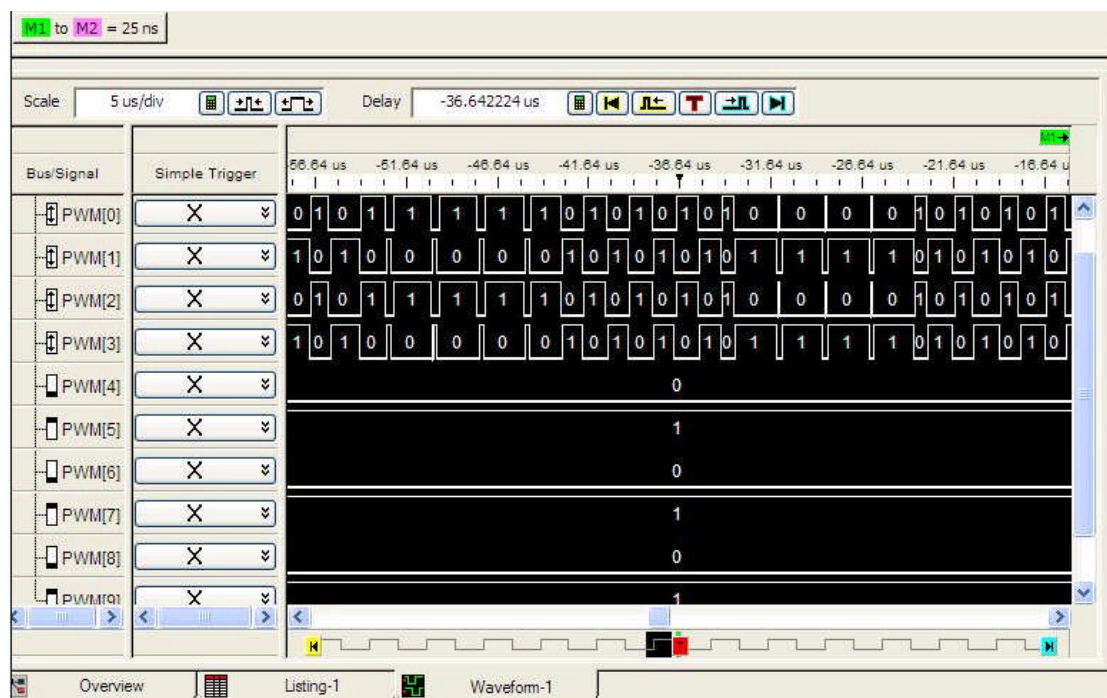 M1 to M2 = 25 ns
Scale 5 us/div Delay -36.642224 us T
M1
Bus/Signal Simple Trigger -56.64 us -51.64 us -46.64 us -41.64 us -36.64 us -31.64 us -26.64 us -21.64 us -16.64 u
PWM[0] X 0 1 0 1 1 1 1 1 0 1 0 1 0 1 0 1 0 0 0 0 1 0 1 0 1 0 1
PWM[1] X 1 0 1 0 0 0 0 0 1 0 1 0 1 0 1 0 1 1 1 1 0 1 0 1 0 1 0
PWM[2] X 0 1 0 1 1 1 1 1 0 1 0 1 0 1 0 1 0 0 0 0 1 0 1 0 1 0 1
PWM[3] X 1 0 1 0 0 0 0 0 1 0 1 0 1 0 1 0 1 1 1 1 0 1 0 1 0 1 0
PWM[4] X 0
PWM[5] X 1
PWM[6] X 0
PWM[7] X 1
PWM[8] X 0
PWM[9] X 1
Overview Listing-1 Waveform-1